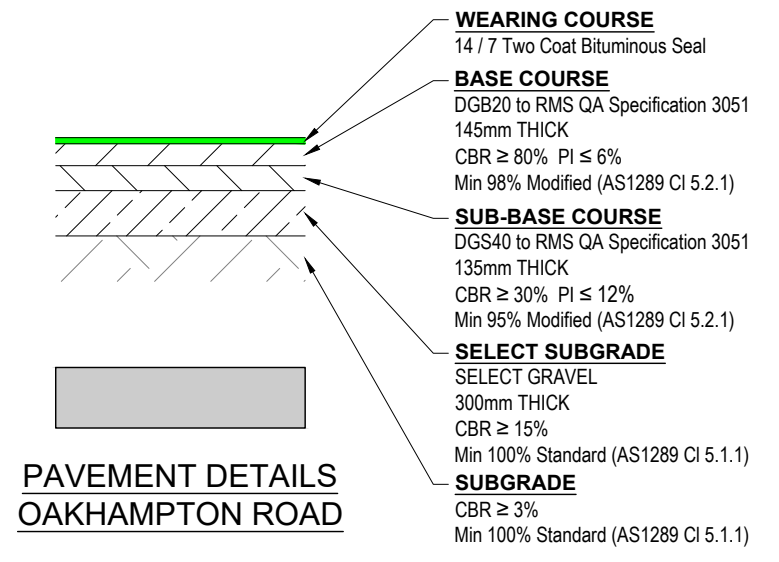 WEARING COURSE
14 / 7 Two Coat Bituminous Seal
BASE COURSE
DGB20 to RMS QA Specification 3051
145mm THICK
CBR ≥ 80%  PI ≤ 6%
Min 98% Modified (AS1289 Cl 5.2.1)
SUB-BASE COURSE
DGS40 to RMS QA Specification 3051
135mm THICK
CBR ≥ 30%  PI ≤ 12%
Min 95% Modified (AS1289 Cl 5.2.1)
SELECT SUBGRADE
SELECT GRAVEL
300mm THICK
CBR ≥ 15%
Min 100% Standard (AS1289 Cl 5.1.1)
SUBGRADE
CBR ≥ 3%
Min 100% Standard (AS1289 Cl 5.1.1)
PAVEMENT DETAILS
OAKHAMPTON ROAD